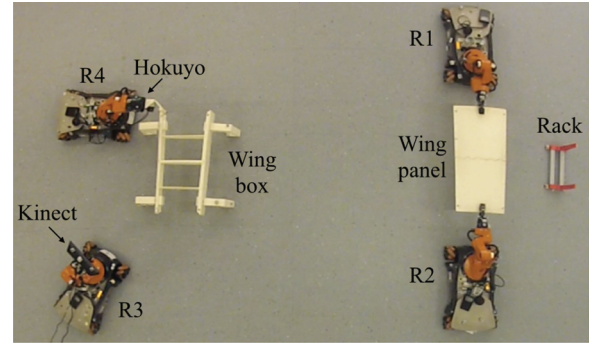 R1
Hokuyo
R4
Rack
Wing
panel
Wing
box
Kinect
R2
R3